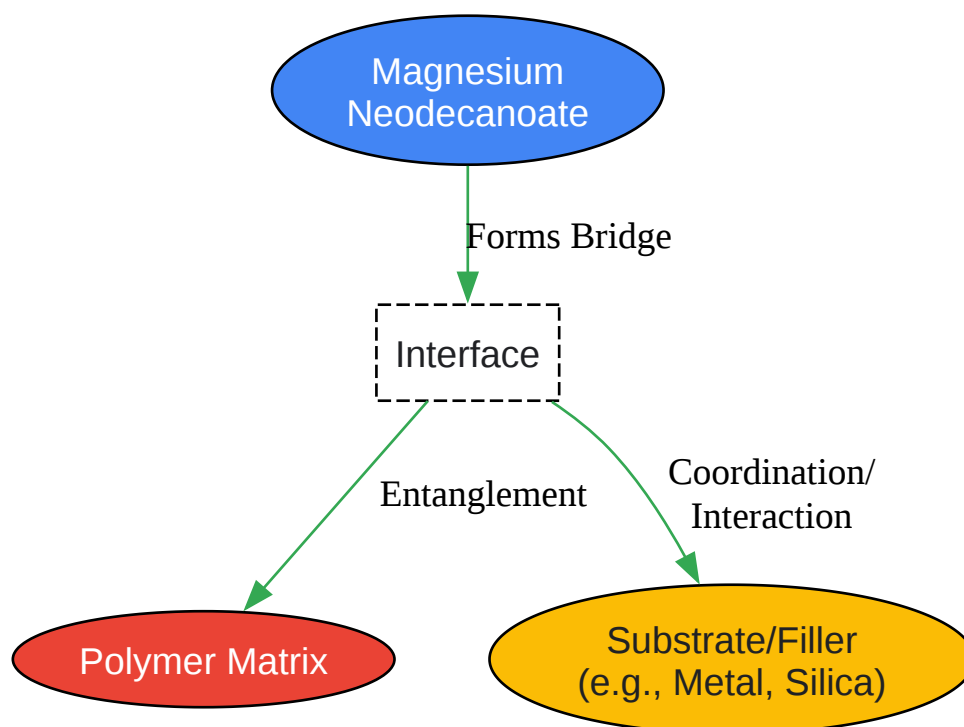 Magnesium
Neodecanoate
Forms Bridge
Interface
Entanglement
Coordination/
Interaction
Polymer Matrix
Substrate/Filler
(e.g., Metal, Silica)